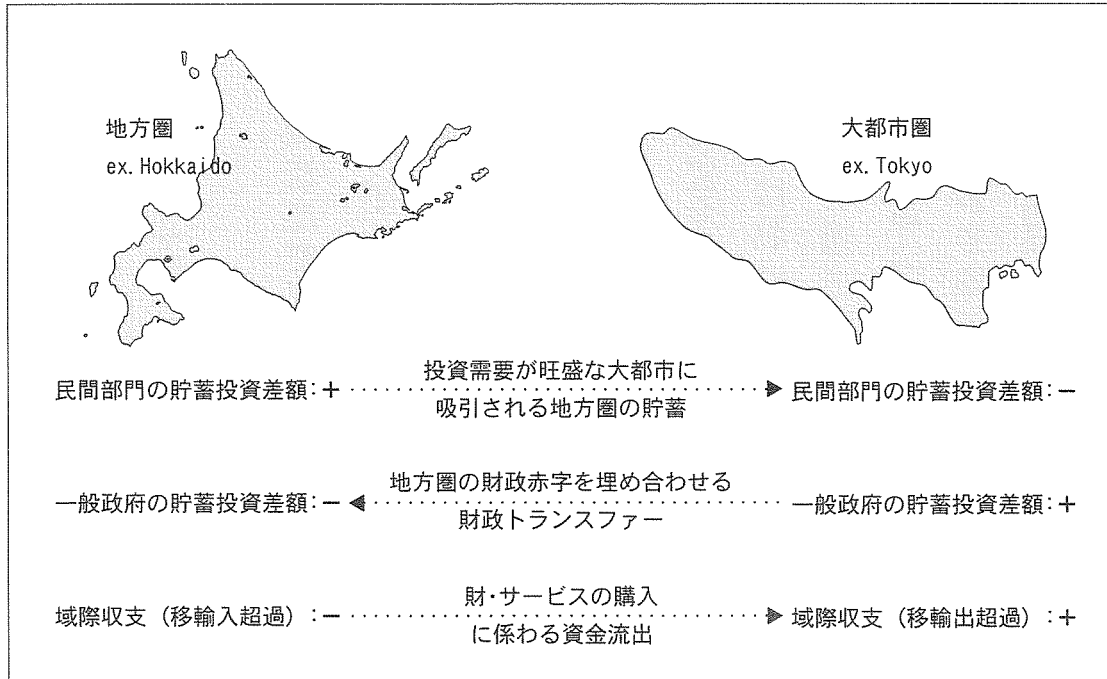 地方圏
ex. Hokkaido
大都市圏
ex. Tokyo
民間部門の貯蓄投資差額:+
投資需要が旺盛な大都市に
吸引される地方圏の貯蓄
民間部門の貯蓄投資差額:−
一般政府の貯蓄投資差額:−
地方圏の財政赤字を埋め合わせる
財政トランスファー
一般政府の貯蓄投資差額:+
域際収支(移輸入超過):−
財・サービスの購入
に係わる資金流出
域際収支(移輸出超過):+